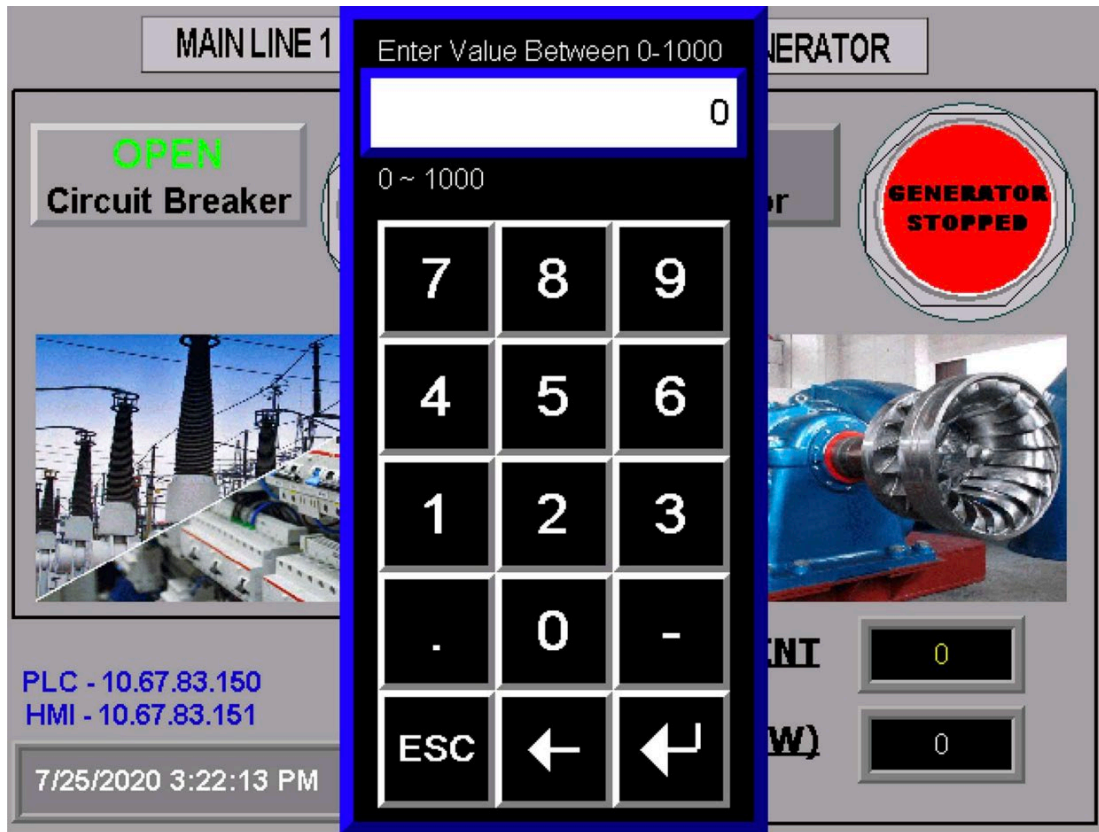 MAIN LINE 1
Enter Value Between 0-1000
NERATOR
0
0 ~ 1000
OPEN
Circuit Breaker
or
GENERATOR
STOPPED
7 8 9
4 5 6
1 2 3
. 0 -
ESC
ENT
0
W)
0
PLC - 10.67.83.150
HMI - 10.67.83.151
7/25/2020 3:22:13 PM